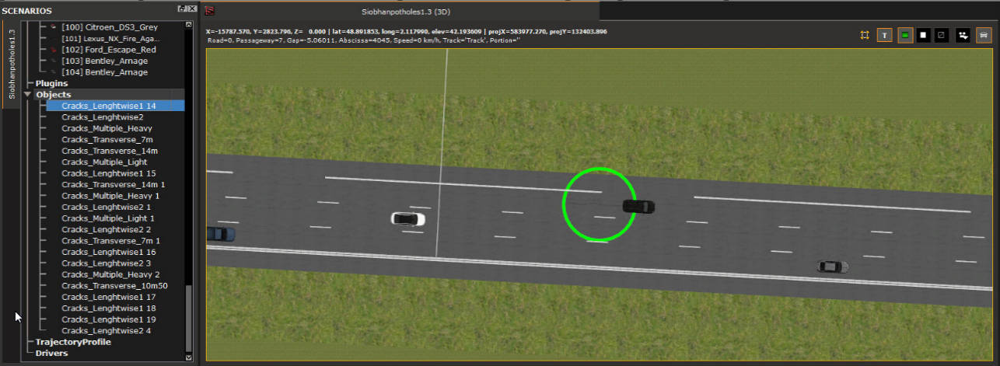 SCENARIOS
Siobhanpotholes1.3
[100] Citroen_DS3_Grey
[101] Lexus_NX_Fire_Aga...
[102] Ford_Escape_Red
[103] Bentley_Arnage
[104] Bentley_Arnage
Plugins
Objects
Cracks_Lenghtwise1 14
Cracks_Lenghtwise2
Cracks_Multiple_Heavy
Cracks_Transverse_7m
Cracks_Transverse_14m
Cracks_Multiple_Light
Cracks_Lenghtwise1 15
Cracks_Transverse_14m 1
Cracks_Multiple_Heavy 1
Cracks_Lenghtwise2 1
Cracks_Multiple_Light 1
Cracks_Lenghtwise2 2
Cracks_Transverse_7m 1
Cracks_Lenghtwise1 16
Cracks_Lenghtwise2 3
Cracks_Multiple_Heavy 2
Cracks_Transverse_10m50
Cracks_Lenghtwise1 17
Cracks_Lenghtwise1 18
Cracks_Lenghtwise1 19
Cracks_Lenghtwise2 4
TrajectoryProfile
Drivers
Siobhanpotholes1.3 (3D)
X=-15787.570, Y=2823.796, Z= 0.000 | lat=48.891853, long=2.117990, elev=42.193609 | projX=583977.270, projY=132403.896
Road=0, Passageway=7, Gap=-5.06011, Abscissa=4045, Speed=0 km/h, Track='Track', Portion=''
T